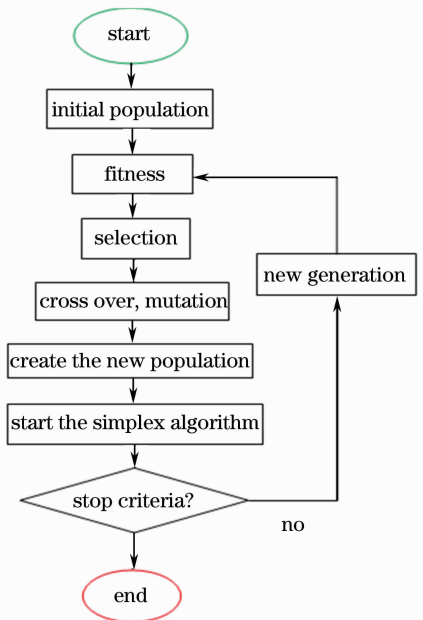 start
initial population
fitness
selection
new generation
cross over, mutation
create the new population
start the simplex algorithm
stop criteria?
no
end